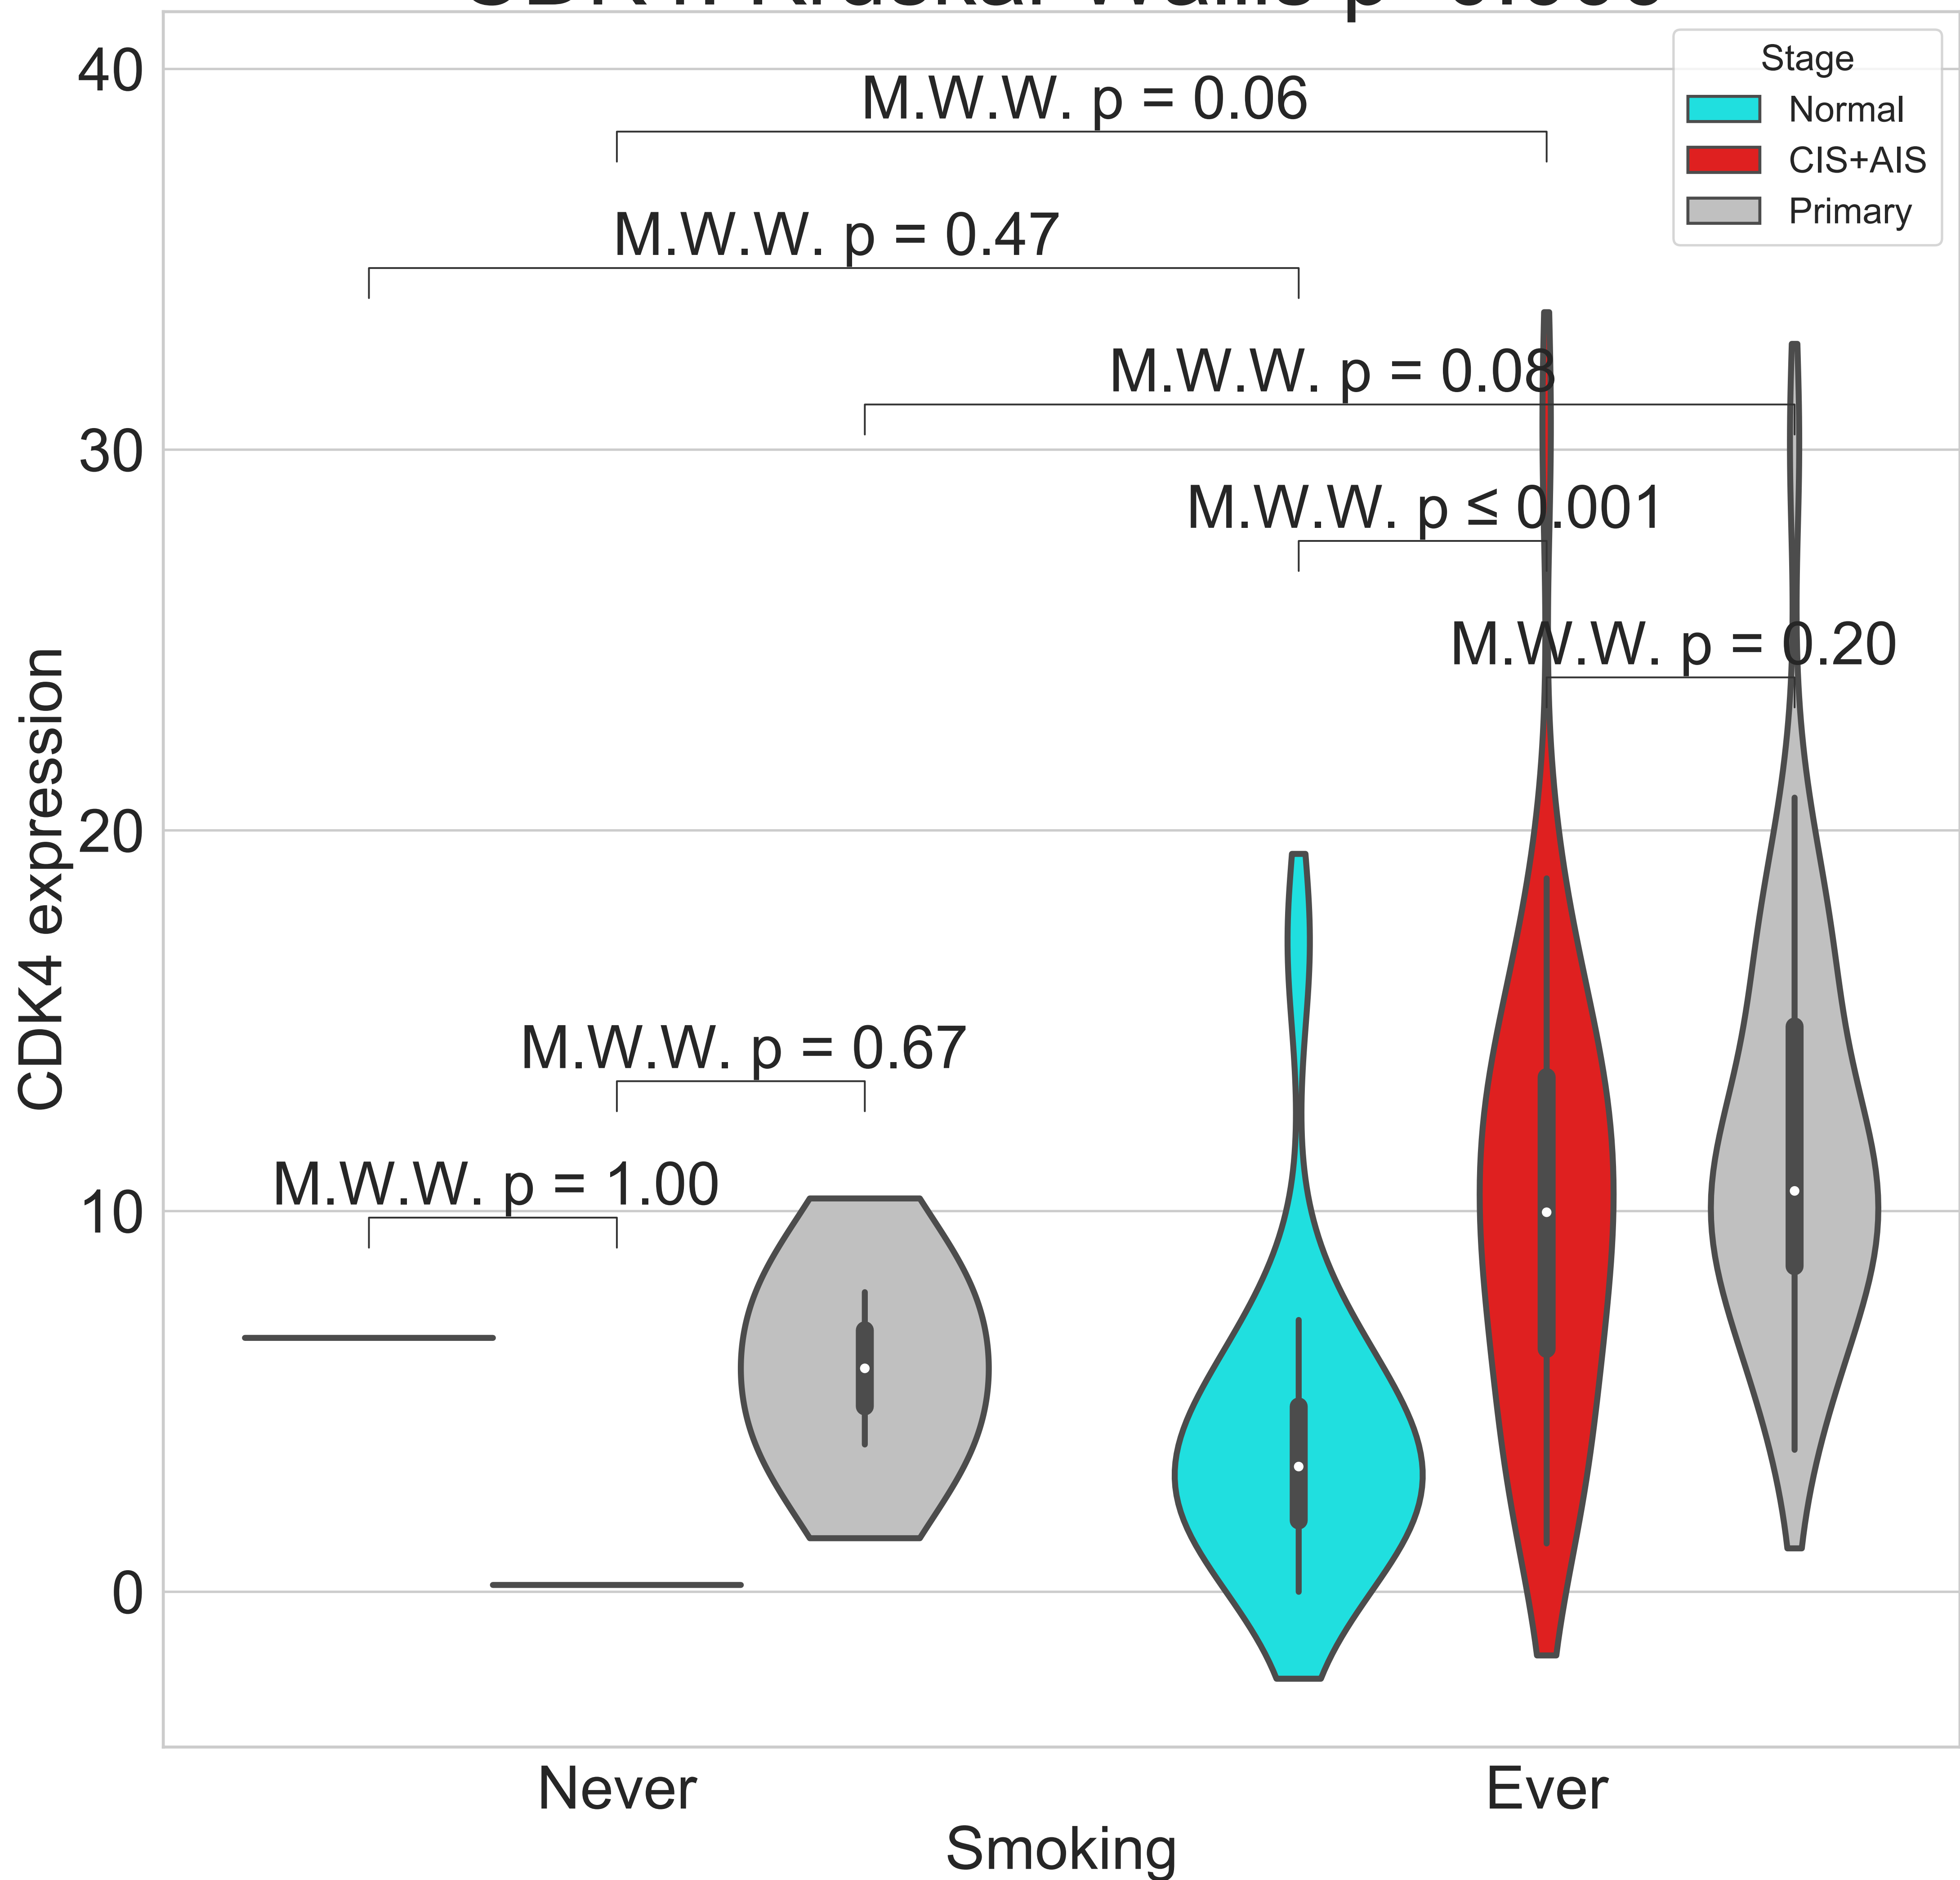 40
30
20
10
0
CDK4 expression
M.W.W. p = 0.06
M.W.W. p = 0.47
M.W.W. p = 0.08
M.W.W. p ≤ 0.001
M.W.W. p = 0.20
M.W.W. p = 0.67
M.W.W. p = 1.00
Stage
Normal
CIS+AIS
Primary
Never
Ever
Smoking